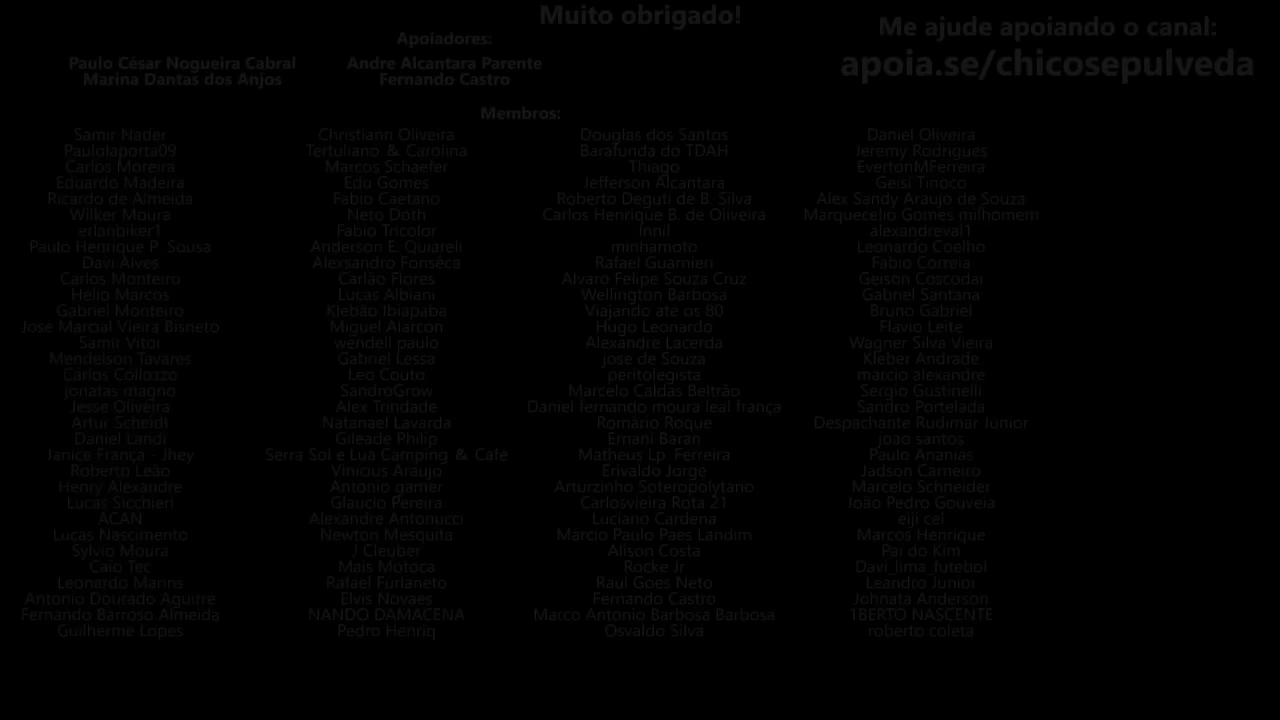 Muito obrigado!
Me ajude apoiando o canal:
apoia.se/chicosepulveda
Apoiadores:
Paulo César Nogueira Cabral
Marina Dantas dos Anjos
Andre Alcantara Parente
Fernando Castro
Membros:
Samir Nader
Paulolaporta09
Carlos Moreira
Eduardo Madeira
Ricardo de Almeida
Wilker Moura
erlonbiker1
Paulo Henrique P. Sousa
Davi Alves
Carlos Monteiro
Helio Marcos
Gabriel Monteiro
Jose Marcial Vieira Bisneto
Samir Vitoi
Mendelson Tavares
Carlos Collozzo
jonatas magno
Jesse Oliveira
Artur Scheidt
Daniel Landi
Janice França - Jhey
Roberto Leão
Henry Alexandre
Lucas Sicchieri
ACAN
Lucas Nascimento
Sylvio Moura
Caio Tec
Leonardo Marins
Antonio Dourado Aguirre
Fernando Barroso Almeida
Guilherme Lopes
Christiann Oliveira
Tertuliano & Carolina
Marcos Schaefer
Edu Gomes
Fabio Caetano
Neto Doth
Fabio Tricolor
Anderson E. Quiareli
Alexsandro Fonsêca
Carlão Flores
Lucas Albiani
Klebão Ibiapaba
Miguel Alarcon
wendell paulo
Gabriel Lessa
Leo Couto
SandroGrow
Alex Trindade
Natanael Lavarda
Gileade Philip
Serra Sol e Lua Camping & Café
Vinicius Araujo
Antonio gamer
Glaucio Pereira
Alexandre Antonucci
Newton Mesquita
J Cleuber
Mais Motoca
Rafael Furlaneto
Elvis Novaes
NANDO DAMACENA
Pedro Henriq
Douglas dos Santos
Barafunda do TDAH
Thiago
Jefferson Alcantara
Roberto Deguti de B. Silva
Carlos Henrique B. de Oliveira
Innil
minhamoto
Rafael Guarnieri
Alvaro Felipe Souza Cruz
Wellington Barbosa
Viajando ate os 80
Hugo Leonardo
Alexandre Lacerda
jose de Souza
peritolegista
Marcelo Caldas Beltrão
Daniel fernando moura leal frança
Romário Roque
Ernani Baran
Matheus Lp. Ferreira
Erivaldo Jorge
Arturzinho Soteropolytano
Carlosvieira Rota 21
Luciano Cardena
Márcio Paulo Paes Landim
Alison Costa
Rocke Jr
Raul Goes Neto
Fernando Castro
Marco Antonio Barbosa Barbosa
Osvaldo Silva
Daniel Oliveira
Jeremy Rodrigues
EvertonMFerreira
Geisi Tinoco
Alex Sandy Araujo de Souza
Marquecelio Gomes milhomem
alexandreval1
Leonardo Coelho
Fabio Correia
Geison Coscodai
Gabriel Santana
Bruno Gabriel
Flavio Leite
Wagner Silva Vieira
Kleber Andrade
marcio alexandre
Sergio Gustinelli
Sandro Portelada
Despachante Rudimar Junior
joao santos
Paulo Ananias
Jadson Carneiro
Marcelo Schneider
João Pedro Gouveia
eiji cel
Marcos Henrique
Pai do Kim
Davi_lima_futebol
Leandro Junior
Johnata Anderson
1BERTO NASCENTE
roberto coleta